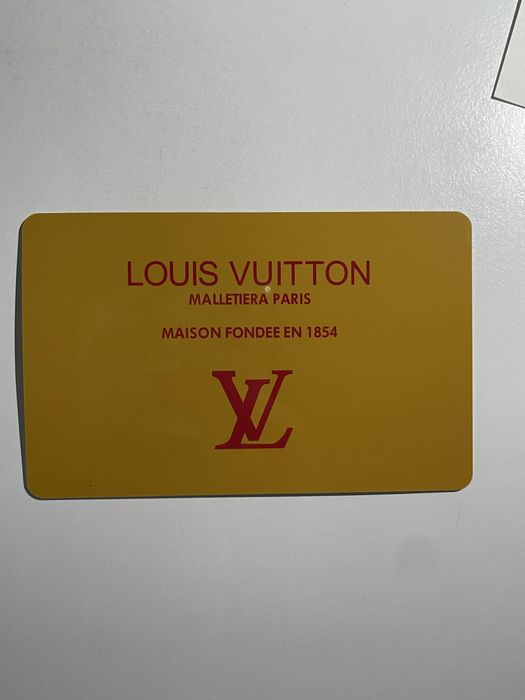 LOUIS VUITTON
MALLETIERA PARIS
MAISON FONDEE EN 1854
LV